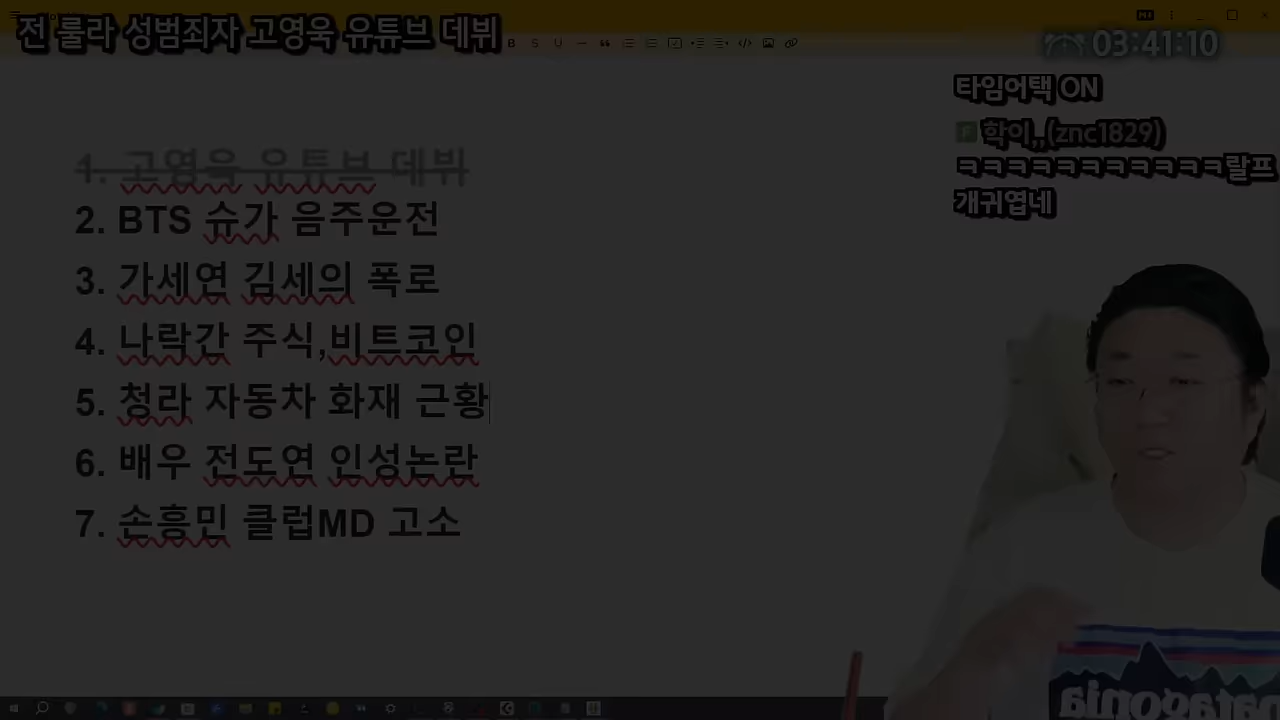 전 룰라 성범죄자 고영욱 유튜브 데뷔
03:41:10
타임어택 ON
학이,,(znc1829)
ㅋㅋㅋㅋㅋㅋㅋㅋㅋㅋㅋ랄프
개귀엽네
1. 고영욱 유튜브 데뷔
2. BTS 슈가 음주운전
3. 가세연 김세의 폭로
4. 나락간 주식,비트코인
5. 청라 자동차 화재 근황
6. 배우 전도연 인성논란
7. 손흥민 클럽MD 고소
patagonia